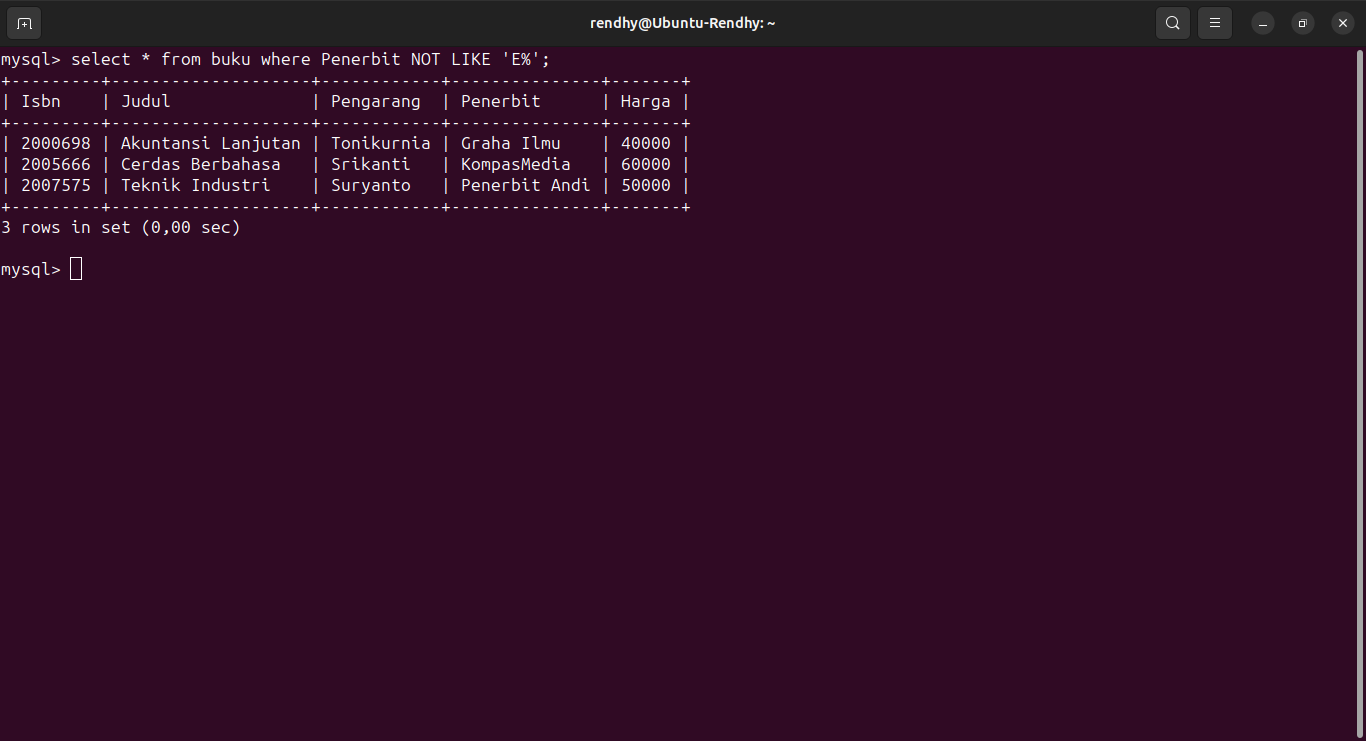 rendhy@Ubuntu-Rendhy: ~
mysql> select * from buku where Penerbit NOT LIKE 'E%';
+---------+--------------------+------------+---------------+-------+
| Isbn    | Judul              | Pengarang  | Penerbit      | Harga |
+---------+--------------------+------------+---------------+-------+
| 2000698 | Akuntansi Lanjutan | Tonikurnia | Graha Ilmu    | 40000 |
| 2005666 | Cerdas Berbahasa   | Srikanti   | KompasMedia   | 60000 |
| 2007575 | Teknik Industri    | Suryanto   | Penerbit Andi | 50000 |
+---------+--------------------+------------+---------------+-------+
3 rows in set (0,00 sec)
mysql>